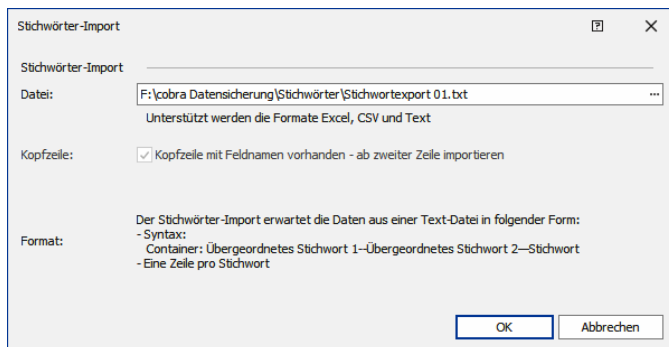 Stichwörter-Import
Stichwörter-Import
Datei: F:\cobra Datensicherung\Stichwörter\Stichwortexport 01.txt ...
Unterstützt werden die Formate Excel, CSV und Text
Kopfzeile: Kopfzeile mit Feldnamen vorhanden - ab zweiter Zeile importieren
Der Stichwörter-Import erwartet die Daten aus einer Text-Datei in folgender Form:
- Syntax:
Format:
Container: Übergeordnetes Stichwort 1--Übergeordnetes Stichwort 2—Stichwort
- Eine Zeile pro Stichwort
OK Abbrechen